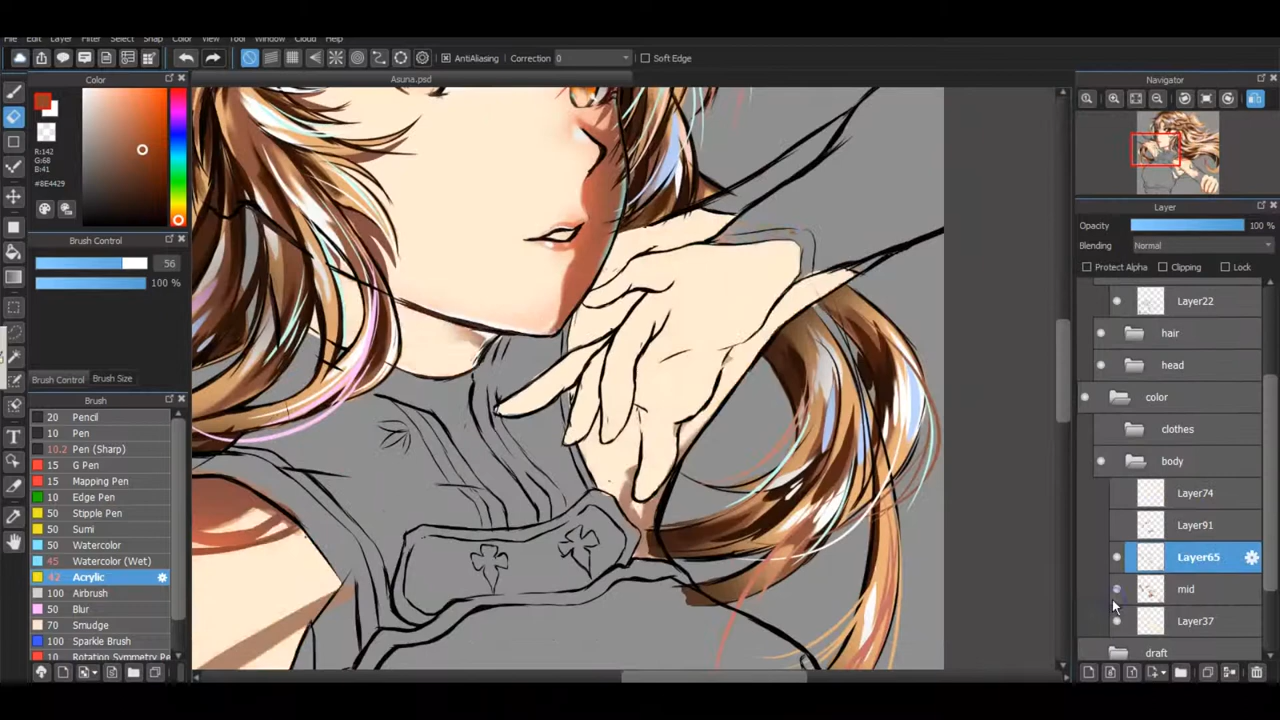 File Edit Layer Filter Select Snap Color Tool Window Cloud Help
AntiAliasing Correction 0 Soft Edge
Color
Asuna.psd
Navigator
R:142
G:68
B:41
#8E4429
Brush Control
56
100 %
Brush Control Brush Size
Brush
20 Pencil
10 Pen
10.2 Pen (Sharp)
15 G Pen
15 Mapping Pen
10 Edge Pen
50 Stipple Pen
50 Sumi
50 Watercolor
45 Watercolor (Wet)
42 Acrylic
100 Airbrush
50 Blur
70 Smudge
100 Sparkle Brush
10 Rotation Symmetry Pe
Layer
Opacity 100 %
Blending Normal
Protect Alpha Clipping Lock
Layer22
hair
head
color
clothes
body
Layer74
Layer91
Layer65
mid
Layer37
draft